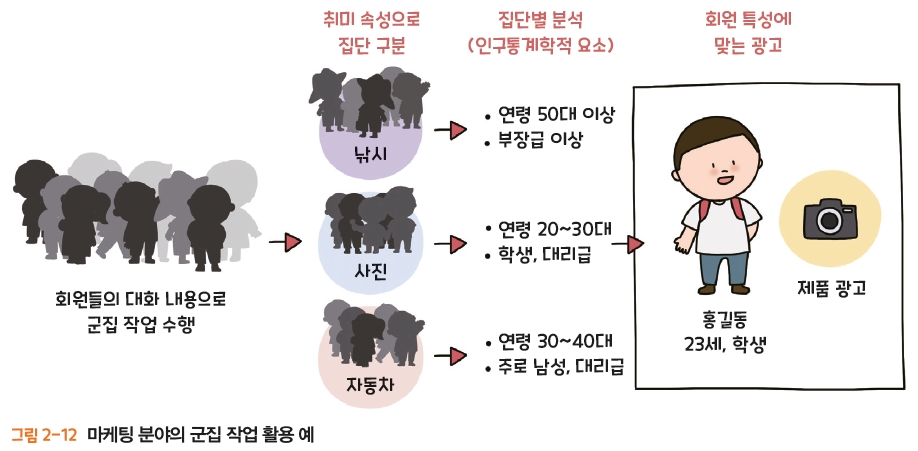 취미 속성으로
집단 구분
집단별 분석
(인구통계학적 요소)
회원 특성에
맞는 광고
회원들의 대화 내용으로
군집 작업 수행
낚시
• 연령 50대 이상
• 부장급 이상
사진
• 연령 20~30대
• 학생, 대리급
자동차
• 연령 30~40대
• 주로 남성, 대리급
홍길동
23세, 학생
제품 광고
그림 2-12 마케팅 분야의 군집 작업 활용 예